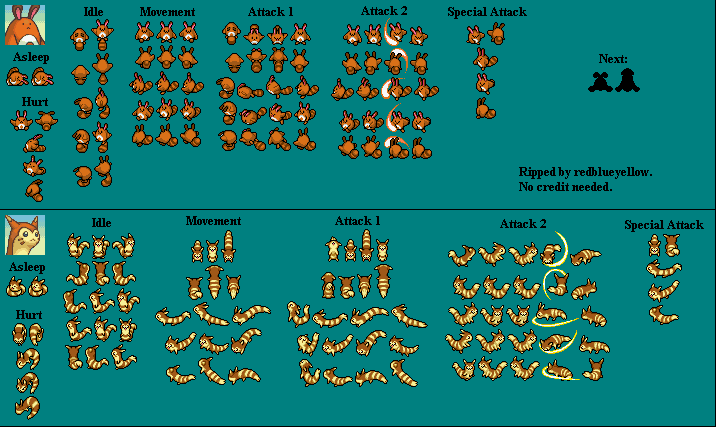 Idle
Movement
Attack 1
Attack 2
Special Attack
Asleep
Next:
Hurt
Ripped by redblueyellow.
No credit needed.
Idle
Movement
Attack 1
Attack 2
Special Attack
Asleep
Hurt